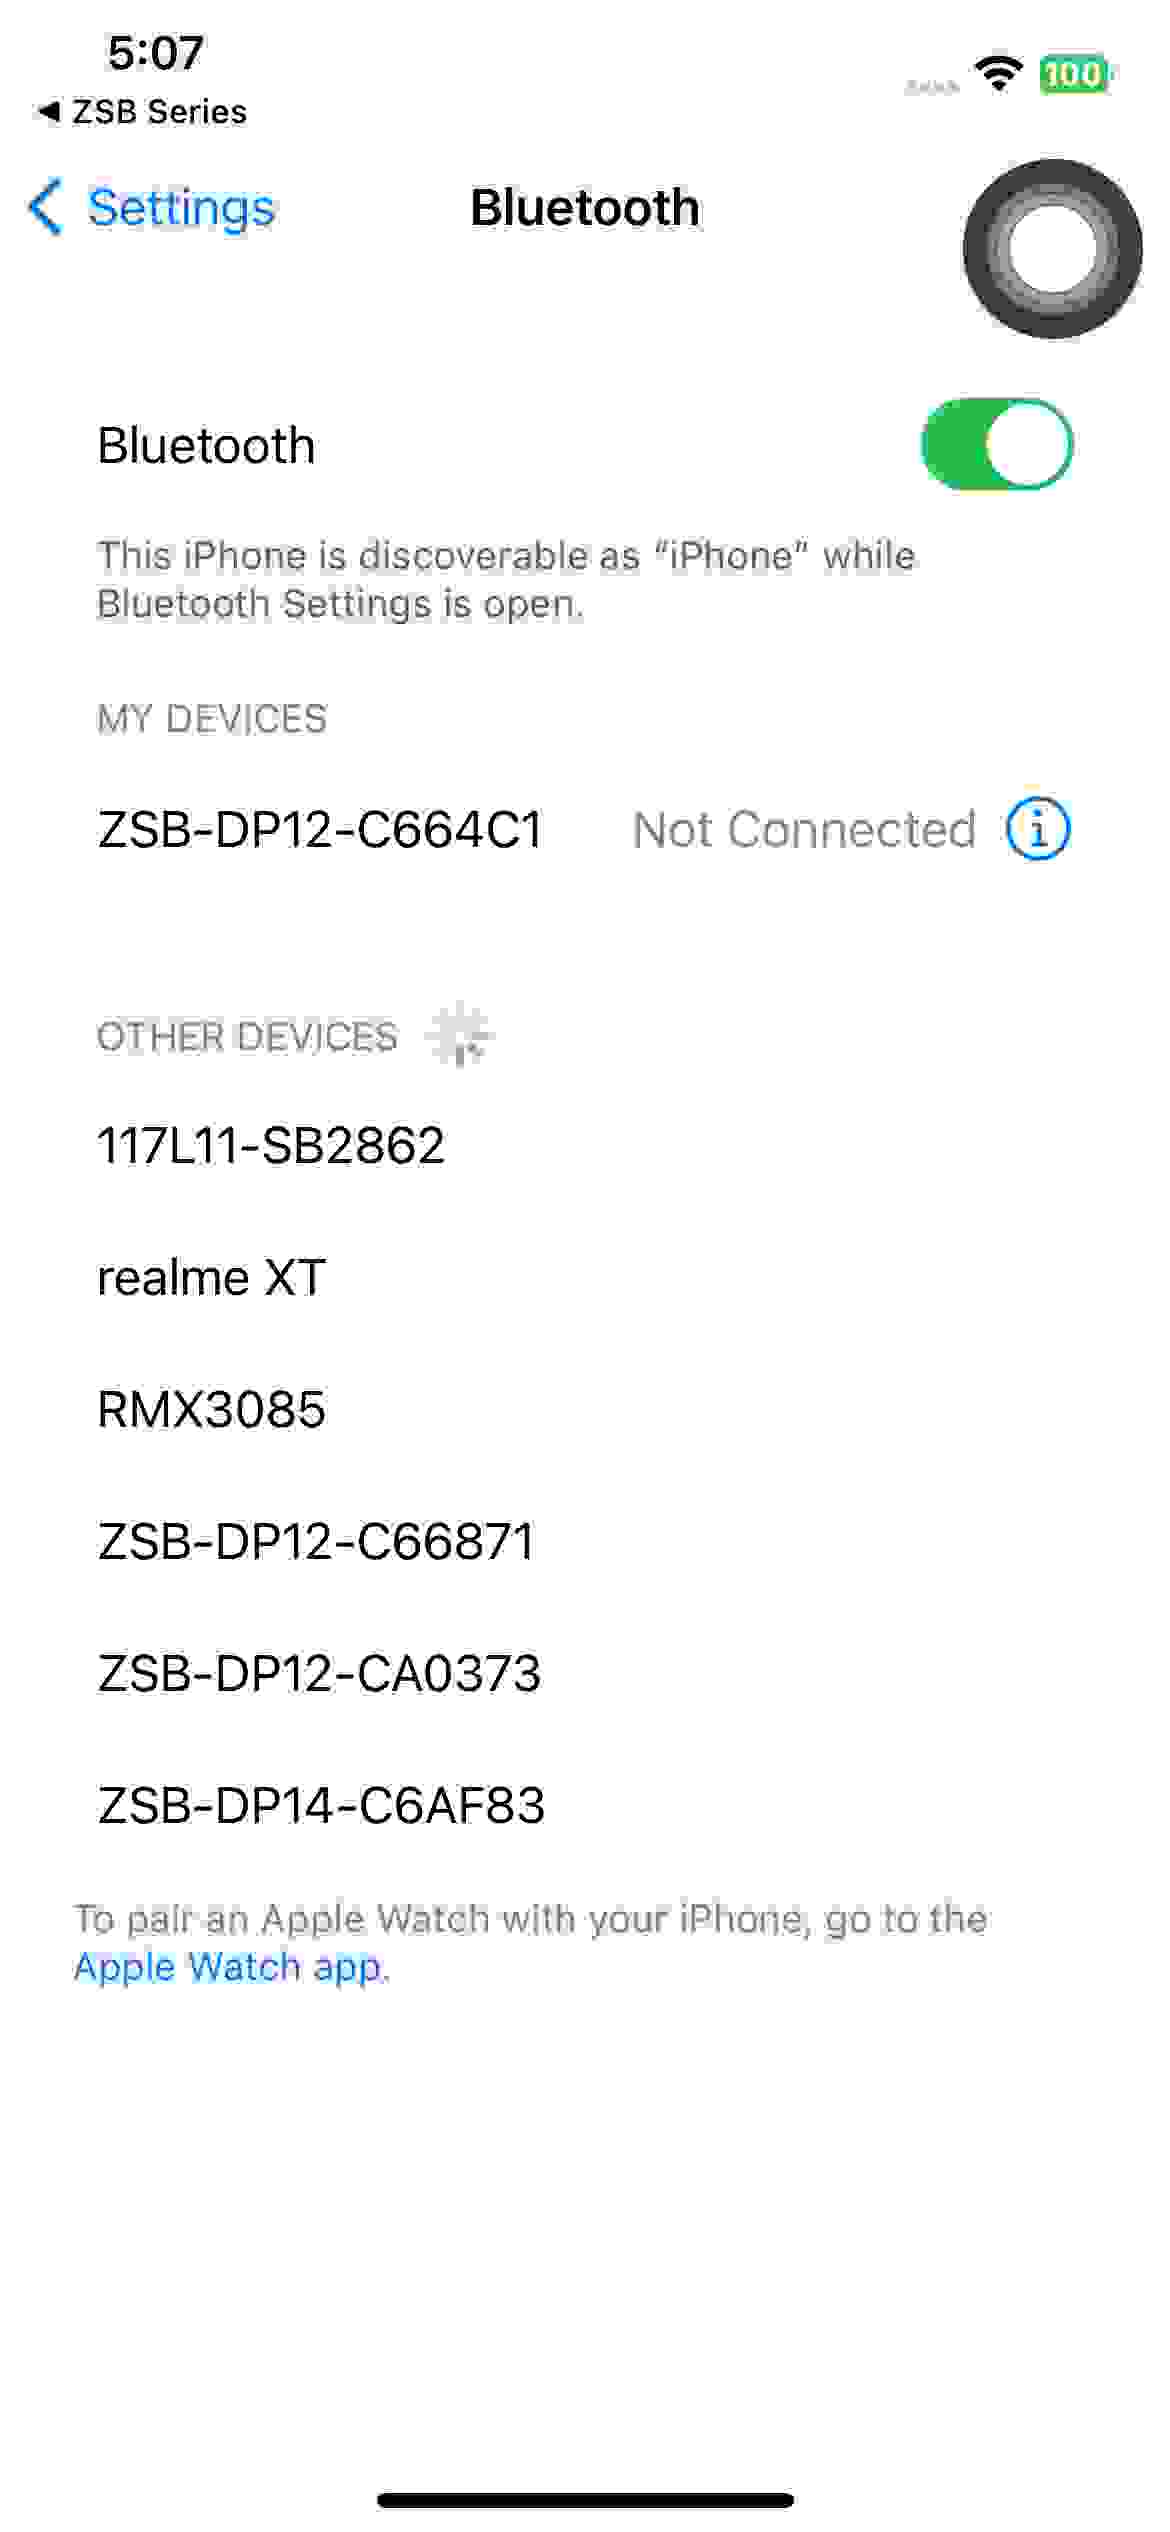 5:07
100
◀ ZSB Series
Settings
Bluetooth
Bluetooth
This iPhone is discoverable as “iPhone” while
Bluetooth Settings is open.
MY DEVICES
ZSB-DP12-C664C1 Not Connected
OTHER DEVICES
117L11-SB2862
realme XT
RMX3085
ZSB-DP12-C66871
ZSB-DP12-CA0373
ZSB-DP14-C6AF83
To pair an Apple Watch with your iPhone, go to the
Apple Watch app.